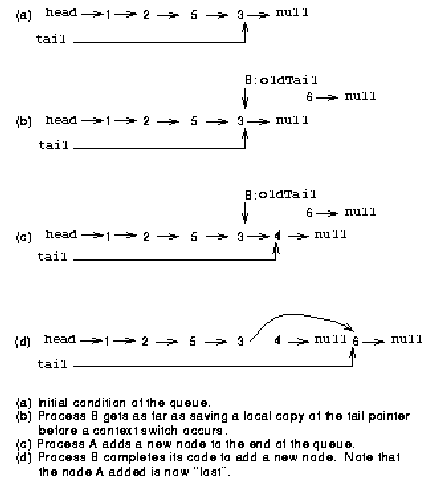 (a) head 1 2 5 3 null
tail
B:oldTail
6 null
(b) head 1 2 5 3 null
tail
B:oldTail
6 null
(c) head 1 2 5 3 4 null
tail
(d) head 1 2 5 3 4 null 6 null
tail
(a) Initial condition of the queue.
(b) Process B gets as far as saving a local copy of the tail pointer
before a context switch occurs.
(c) Process A adds a new node to the end of the queue.
(d) Process B completes its code to add a new node. Note that
the node A added is now "lost".